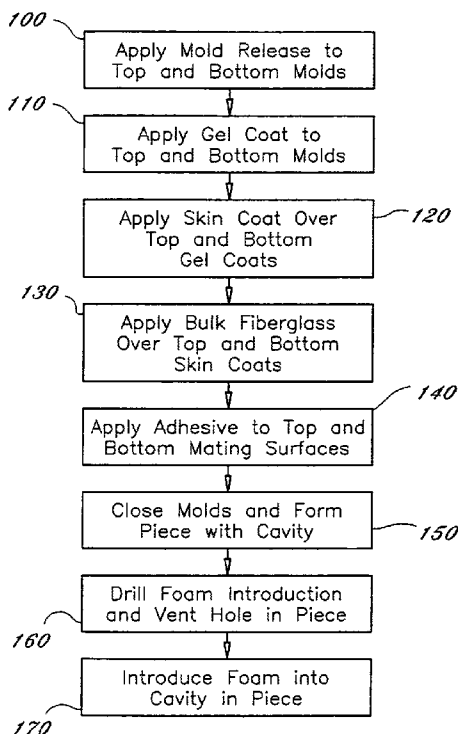 100
Apply Mold Release to
Top and Bottom Molds
110
Apply Gel Coat to
Top and Bottom Molds
120
Apply Skin Coat Over
Top and Bottom
Gel Coats
130
Apply Bulk Fiberglass
Over Top and Bottom
Skin Coats
140
Apply Adhesive to Top and
Bottom Mating Surfaces
Close Molds and Form
Piece with Cavity
150
Drill Foam Introduction
and Vent Hole in Piece
160
Introduce Foam into
Cavity in Piece
170